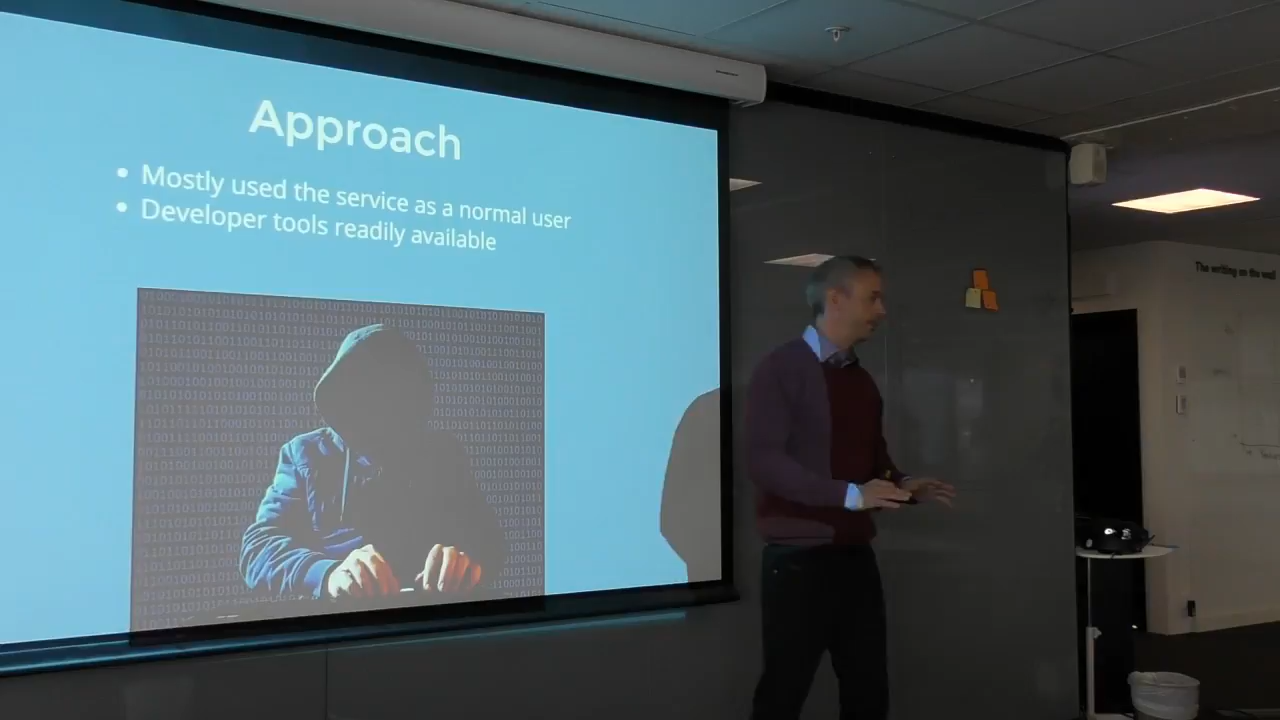 Approach
• Mostly used the service as a normal user
• Developer tools readily available
The writing on the wall